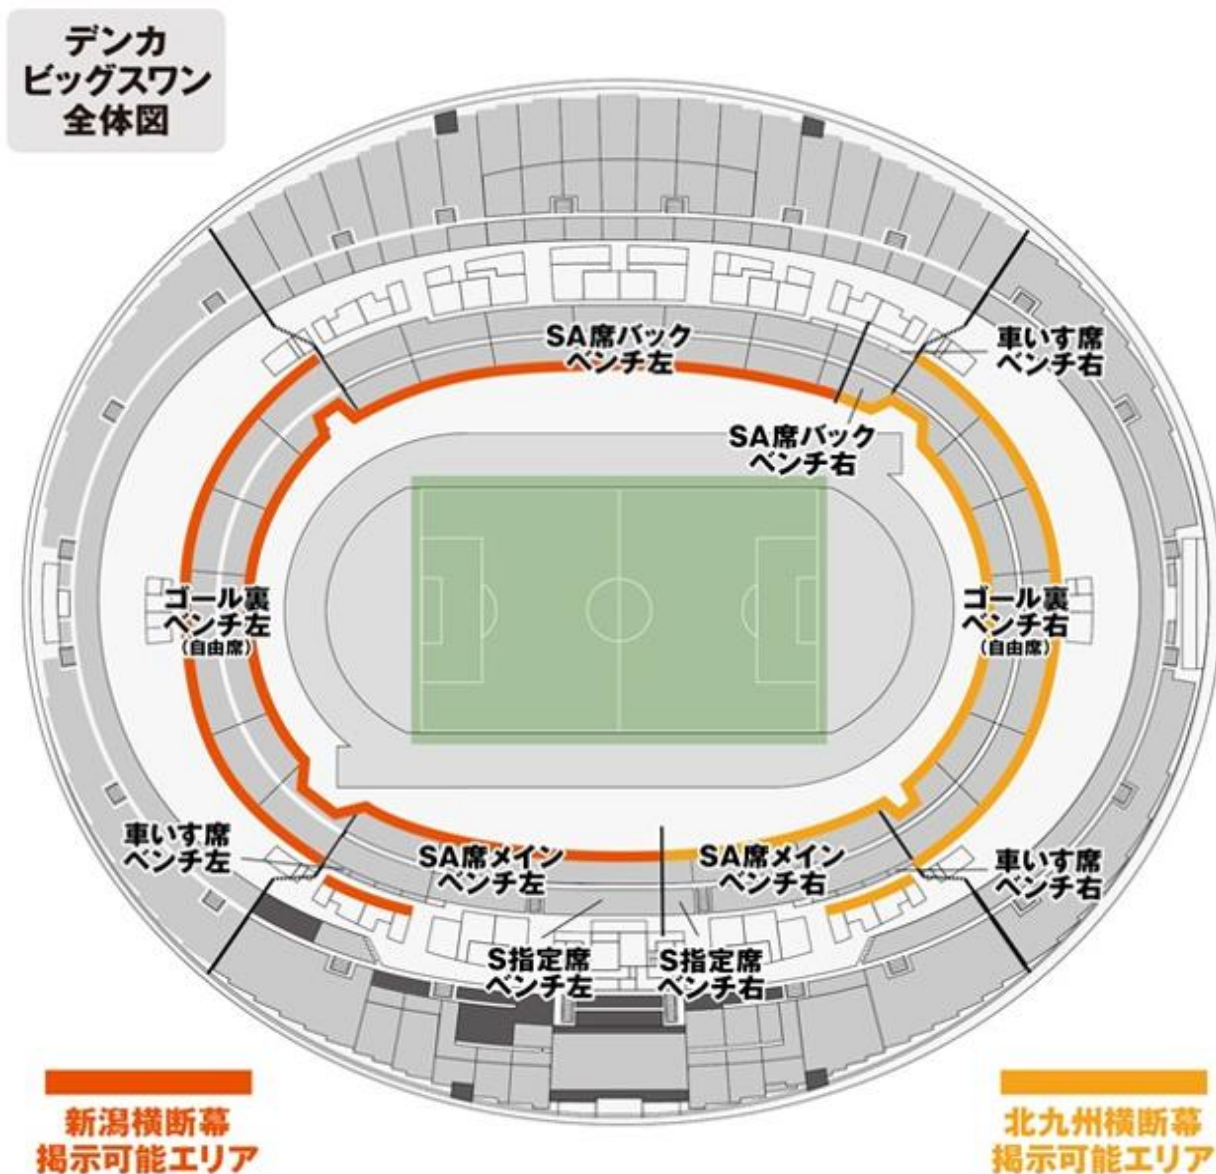 デンカ
ビッグスワン
全体図
SA席バック
ベンチ左
車いす席
ベンチ右
SA席バック
ベンチ右
ゴール裏
ベンチ左
(自由席)
ゴール裏
ベンチ右
(自由席)
車いす席
ベンチ左
SA席メイン
ベンチ左
SA席メイン
ベンチ右
車いす席
ベンチ右
S指定席
ベンチ左
S指定席
ベンチ右
新潟横断幕
掲示可能エリア
北九州横断幕
掲示可能エリア